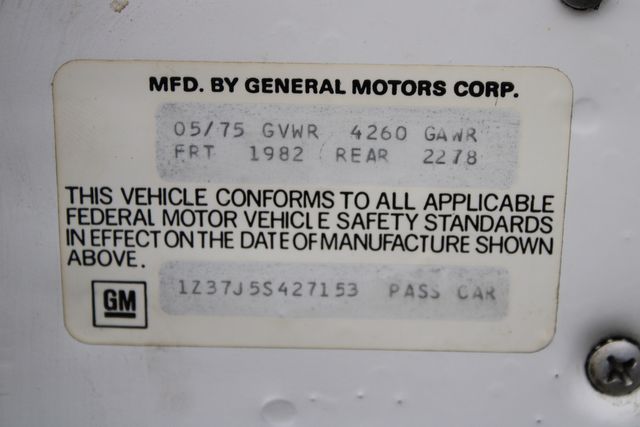 MFD. BY GENERAL MOTORS CORP.
05/75 GVWR 4260 GAWR
FRT 1982 REAR 2278
THIS VEHICLE CONFORMS TO ALL APPLICABLE
FEDERAL MOTOR VEHICLE SAFETY STANDARDS
IN EFFECT ON THE DATE OF MANUFACTURE SHOWN
ABOVE.
1Z37J5S427153 PASS CAR
GM